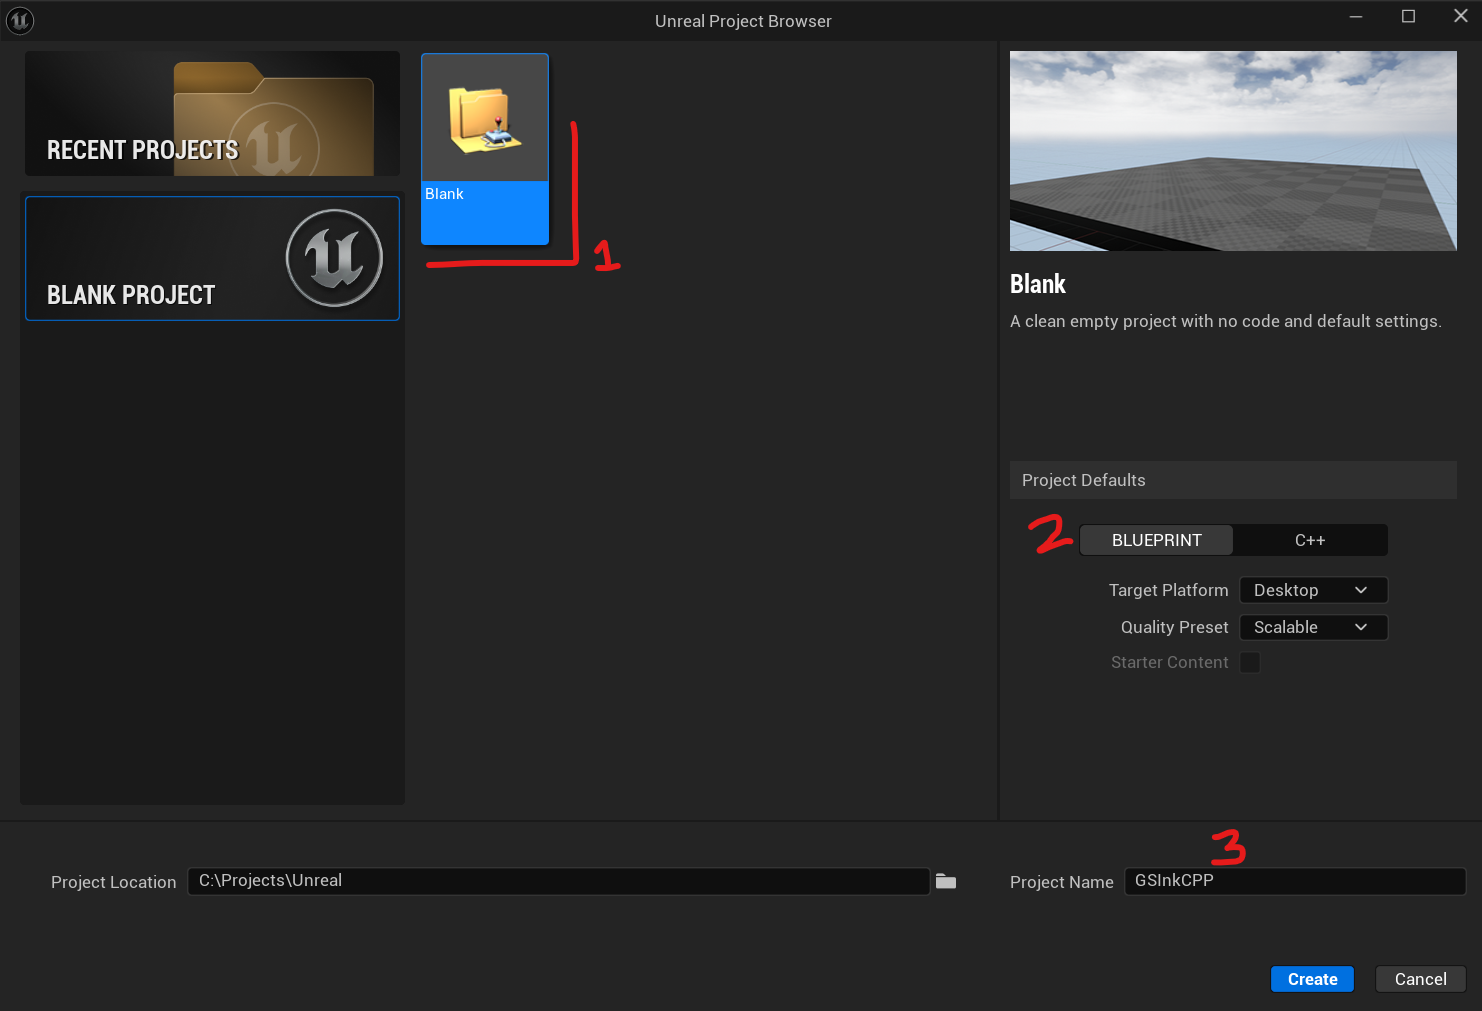 Unreal Project Browser
RECENT PROJECTS
BLANK PROJECT
Blank
1
Blank
A clean empty project with no code and default settings.
Project Defaults
2
BLUEPRINT
C++
Target Platform
Desktop
Quality Preset
Scalable
Starter Content
3
Project Location
C:\Projects\Unreal
Project Name
GSInkCPP
Create
Cancel